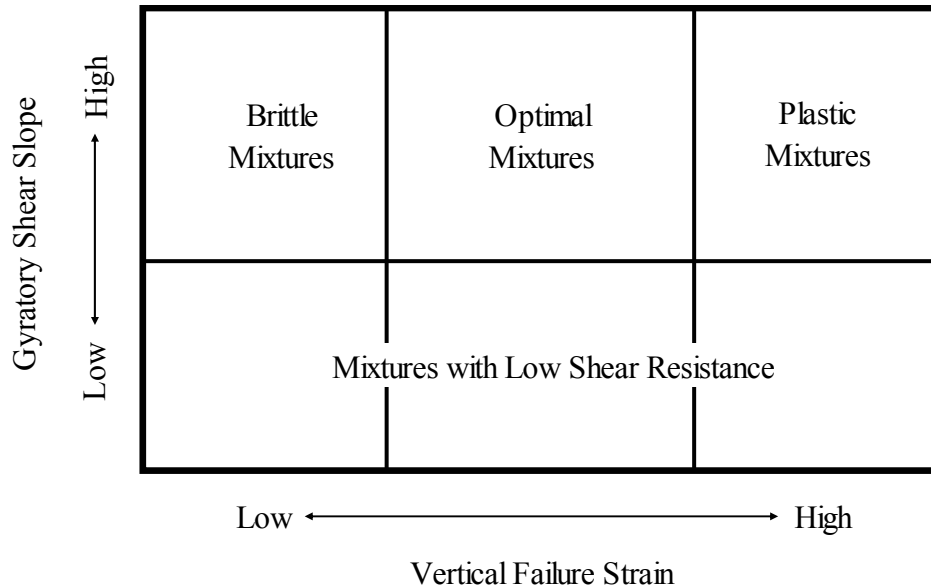 Gyratory Shear Slope
High
Low
Brittle
Mixtures
Optimal
Mixtures
Plastic
Mixtures
Mixtures with Low Shear Resistance
Low
High
Vertical Failure Strain